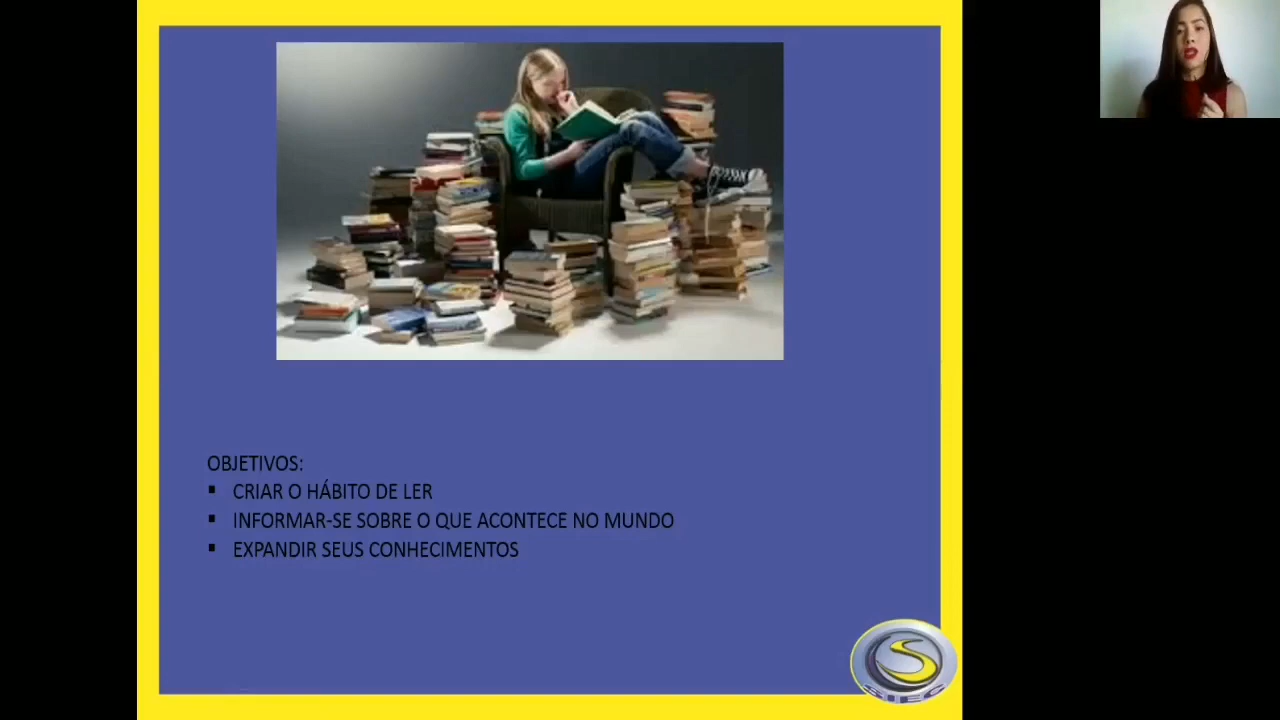 OBJETIVOS:
▪ CRIAR O HÁBITO DE LER
▪ INFORMAR-SE SOBRE O QUE ACONTECE NO MUNDO
▪ EXPANDIR SEUS CONHECIMENTOS
S